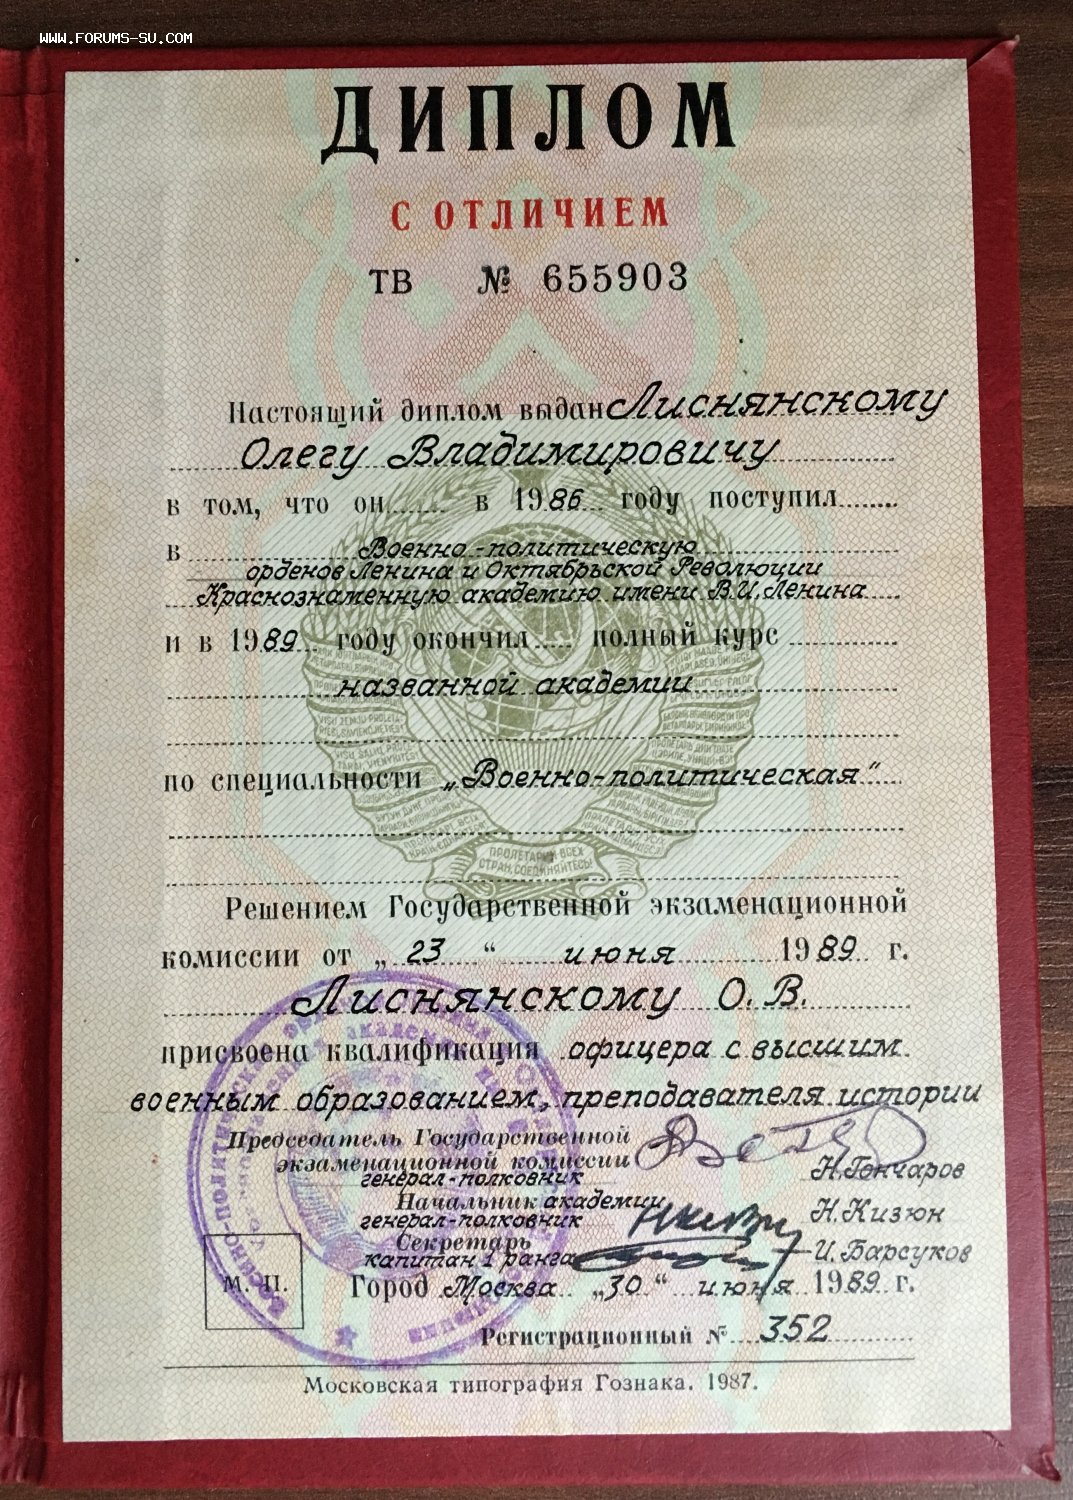 WWW.FORUMS-SU.COM
ДИПЛОМ
С ОТЛИЧИЕМ
ТВ № 655903
Настоящий диплом выдан Лиснянскому
Олегу Владимировичу
в том, что он в 1986 году поступил
в Военно-политическую
орденов Ленина и Октябрьской Революции
Краснознаменную академию имени В.И. Ленина
и в 1989 году окончил полный курс
названной академии
по специальности „Военно-политическая“
ПРОЛЕТАРИИ ВСЕХ
СТРАН, СОЕДИНЯЙТЕСЬ!
Решением Государственной экзаменационной
комиссии от „23“ июня 1989 г.
Лиснянскому О. В.
присвоена квалификация офицера с высшим
военным образованием, преподавателя истории
Председатель Государственной
экзаменационной комиссии
генерал-полковник Н. Гончаров
Начальник академии
генерал-полковник Н. Кизюн
Секретарь
капитан 1 ранга И. Барсуков
М. П.
Город Москва „30“ июня 1989 г.
Регистрационный № 352
Московская типография Гознака. 1987.